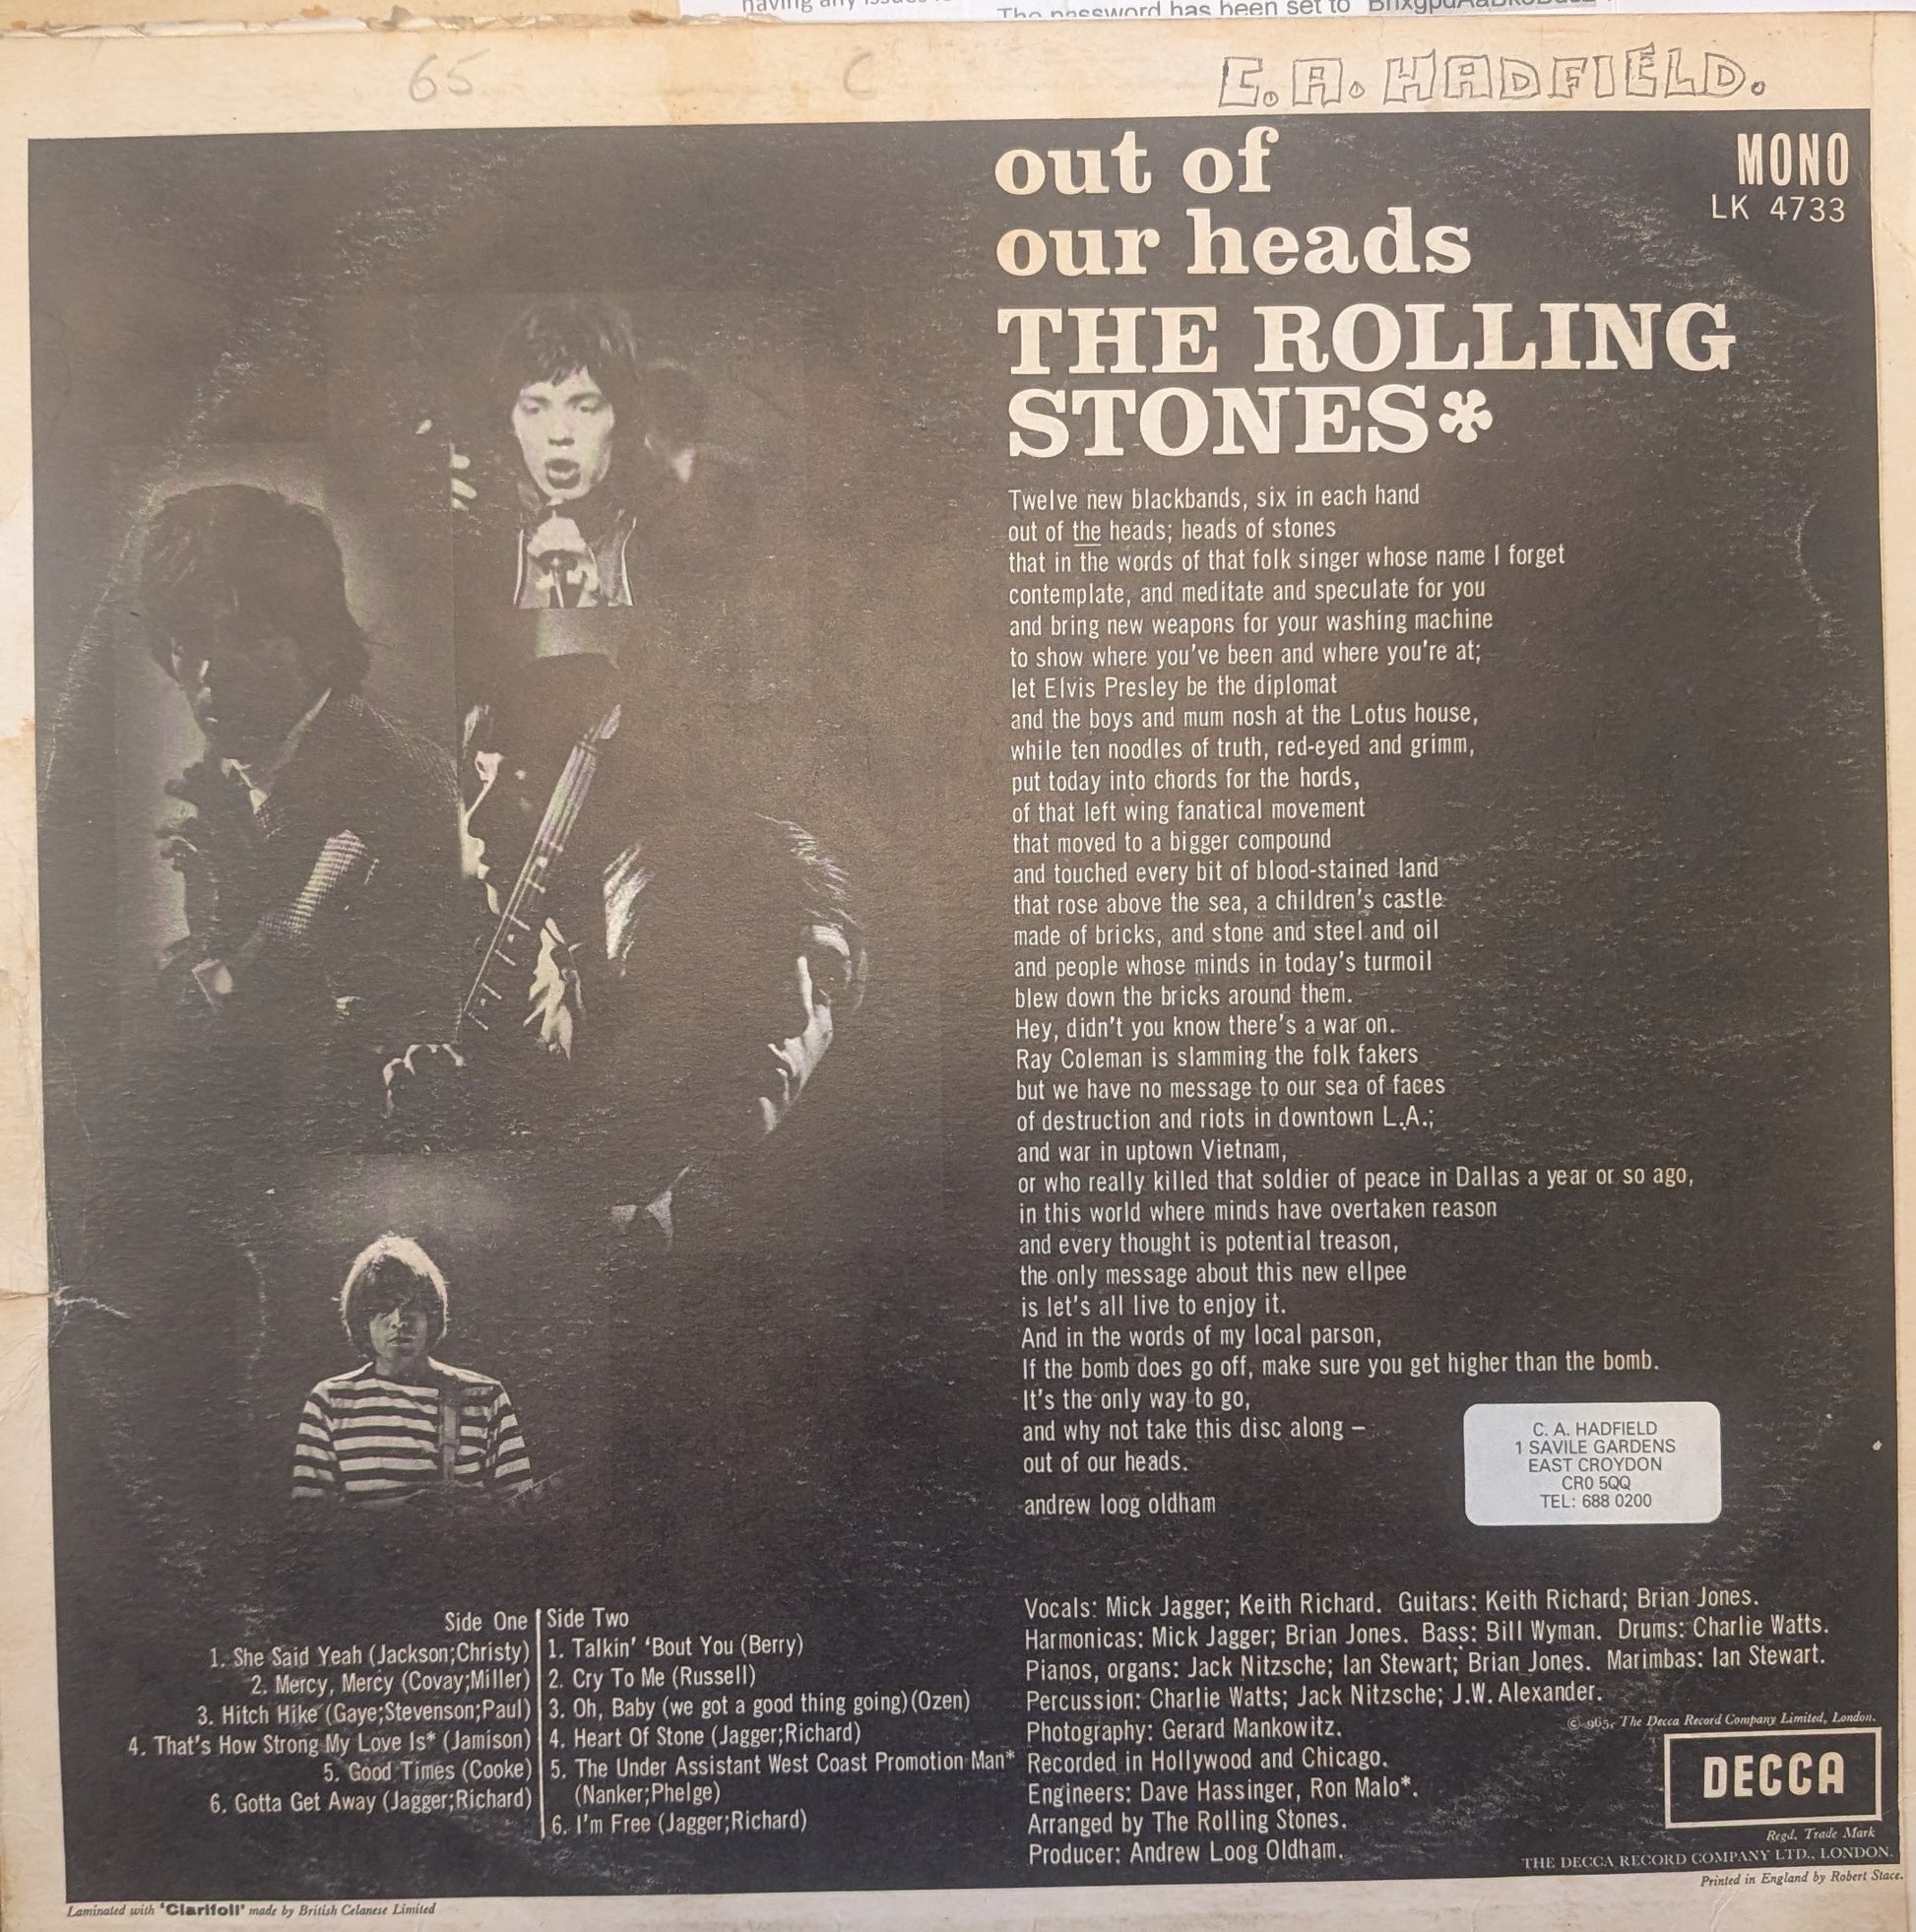 The password has been set to
65
C
C.A. HADFIELD.
out of
our heads
THE ROLLING
STONES*
MONO
LK 4733
Twelve new blackbands, six in each hand
out of the heads; heads of stones
that in the words of that folk singer whose name I forget
contemplate, and meditate and speculate for you
and bring new weapons for your washing machine
to show where you've been and where you're at;
let Elvis Presley be the diplomat
and the boys and mum nosh at the Lotus house,
while ten noodles of truth, red-eyed and grimm,
put today into chords for the hords,
of that left wing fanatical movement
that moved to a bigger compound
and touched every bit of blood-stained land
that rose above the sea, a children's castle
made of bricks, and stone and steel and oil
and people whose minds in today's turmoil
blew down the bricks around them.
Hey, didn't you know there's a war on.
Ray Coleman is slamming the folk fakers
but we have no message to our sea of faces
of destruction and riots in downtown L.A.;
and war in uptown Vietnam,
or who really killed that soldier of peace in Dallas a year or so ago,
in this world where minds have overtaken reason
and every thought is potential treason,
the only message about this new ellpee
is let's all live to enjoy it.
And in the words of my local parson,
If the bomb does go off, make sure you get higher than the bomb.
It's the only way to go,
and why not take this disc along –
out of our heads.
andrew loog oldham
C. A. HADFIELD
1 SAVILE GARDENS
EAST CROYDON
CR0 5QQ
TEL: 688 0200
Side One
1. She Said Yeah (Jackson;Christy)
2. Mercy, Mercy (Covay;Miller)
3. Hitch Hike (Gaye;Stevenson;Paul)
4. That's How Strong My Love Is* (Jamison)
5. Good Times (Cooke)
6. Gotta Get Away (Jagger;Richard)
Side Two
1. Talkin' 'Bout You (Berry)
2. Cry To Me (Russell)
3. Oh, Baby (we got a good thing going)(Ozen)
4. Heart Of Stone (Jagger;Richard)
5. The Under Assistant West Coast Promotion Man*
(Nanker;Phelge)
6. I'm Free (Jagger;Richard)
Vocals: Mick Jagger; Keith Richard. Guitars: Keith Richard; Brian Jones.
Harmonicas: Mick Jagger; Brian Jones. Bass: Bill Wyman. Drums: Charlie Watts.
Pianos, organs: Jack Nitzsche; Ian Stewart; Brian Jones. Marimbas: Ian Stewart.
Percussion: Charlie Watts; Jack Nitzsche; J.W. Alexander.
Photography: Gerard Mankowitz.
Recorded in Hollywood and Chicago.
Engineers: Dave Hassinger, Ron Malo*.
Arranged by The Rolling Stones.
Producer: Andrew Loog Oldham.
© 1965, The Decca Record Company Limited, London.
DECCA
Regd. Trade Mark
THE DECCA RECORD COMPANY LTD., LONDON.
Printed in England by Robert Stace.
Laminated with 'Clarifoil' made by British Celanese Limited